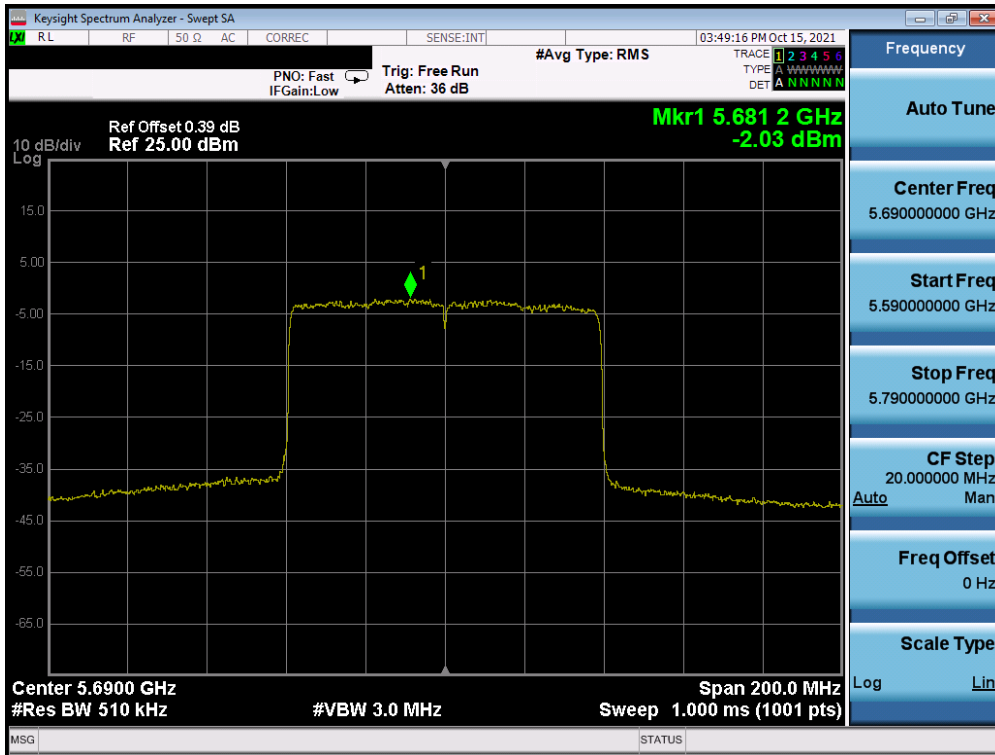 Keysight Spectrum Analyzer - Swept SA
LXI RL RF 50 Ω AC CORREC SENSE:INT 03:49:16 PM Oct 15, 2021
#Avg Type: RMS
TRACE 1 2 3 4 5 6
TYPE A WWWWW
DET A N N N N N
PNO: Fast
IFGain:Low
Trig: Free Run
Atten: 36 dB
Mkr1 5.681 2 GHz
-2.03 dBm
Ref Offset 0.39 dB
10 dB/div Ref 25.00 dBm
Log
15.0
5.00
-5.00
-15.0
-25.0
-35.0
-45.0
-55.0
-65.0
1
Center 5.6900 GHz Span 200.0 MHz
#Res BW 510 kHz #VBW 3.0 MHz Sweep 1.000 ms (1001 pts)
MSG STATUS
Frequency
Auto Tune
Center Freq
5.690000000 GHz
Start Freq
5.590000000 GHz
Stop Freq
5.790000000 GHz
CF Step
20.000000 MHz
Auto Man
Freq Offset
0 Hz
Scale Type
Log Lin